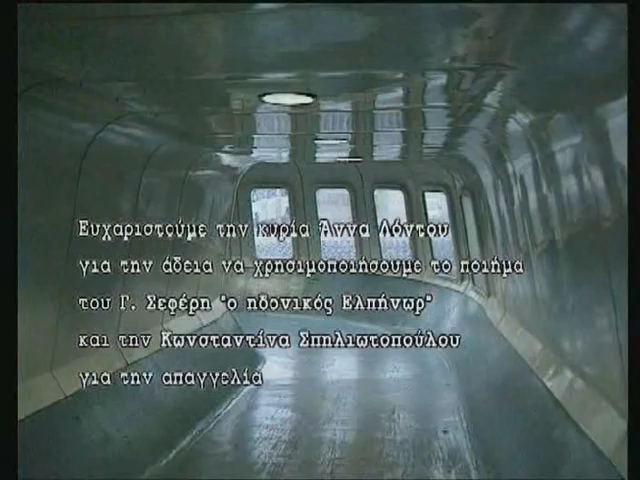 Ευχαριστούμε την κυρία Άννα Λόντου
για την άδεια να χρησιμοποιήσουμε το ποιήμα
του Γ. Σεφέρη "ο ηδονικός Ελπήνωρ"
και την Κωνσταντίνα Σπηλιωτοπούλου
για την απαγγελία